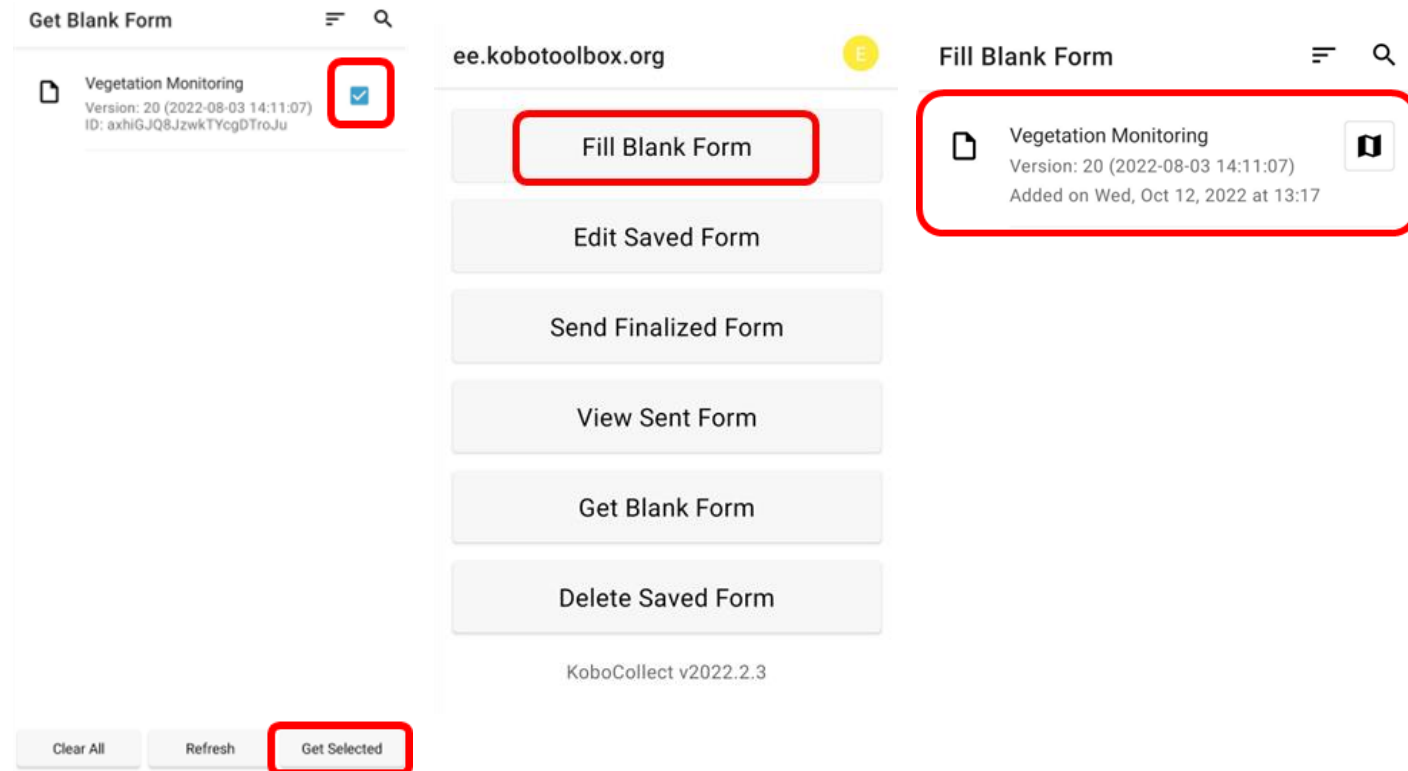 Get Blank Form
Vegetation Monitoring
Version: 20 (2022-08-03 14:11:07)
ID: axhiGJQ8JzwkTYcgDTroJu
Clear All
Refresh
Get Selected
ee.kobotoolbox.org
E
Fill Blank Form
Edit Saved Form
Send Finalized Form
View Sent Form
Get Blank Form
Delete Saved Form
KoboCollect v2022.2.3
Fill Blank Form
Vegetation Monitoring
Version: 20 (2022-08-03 14:11:07)
Added on Wed, Oct 12, 2022 at 13:17